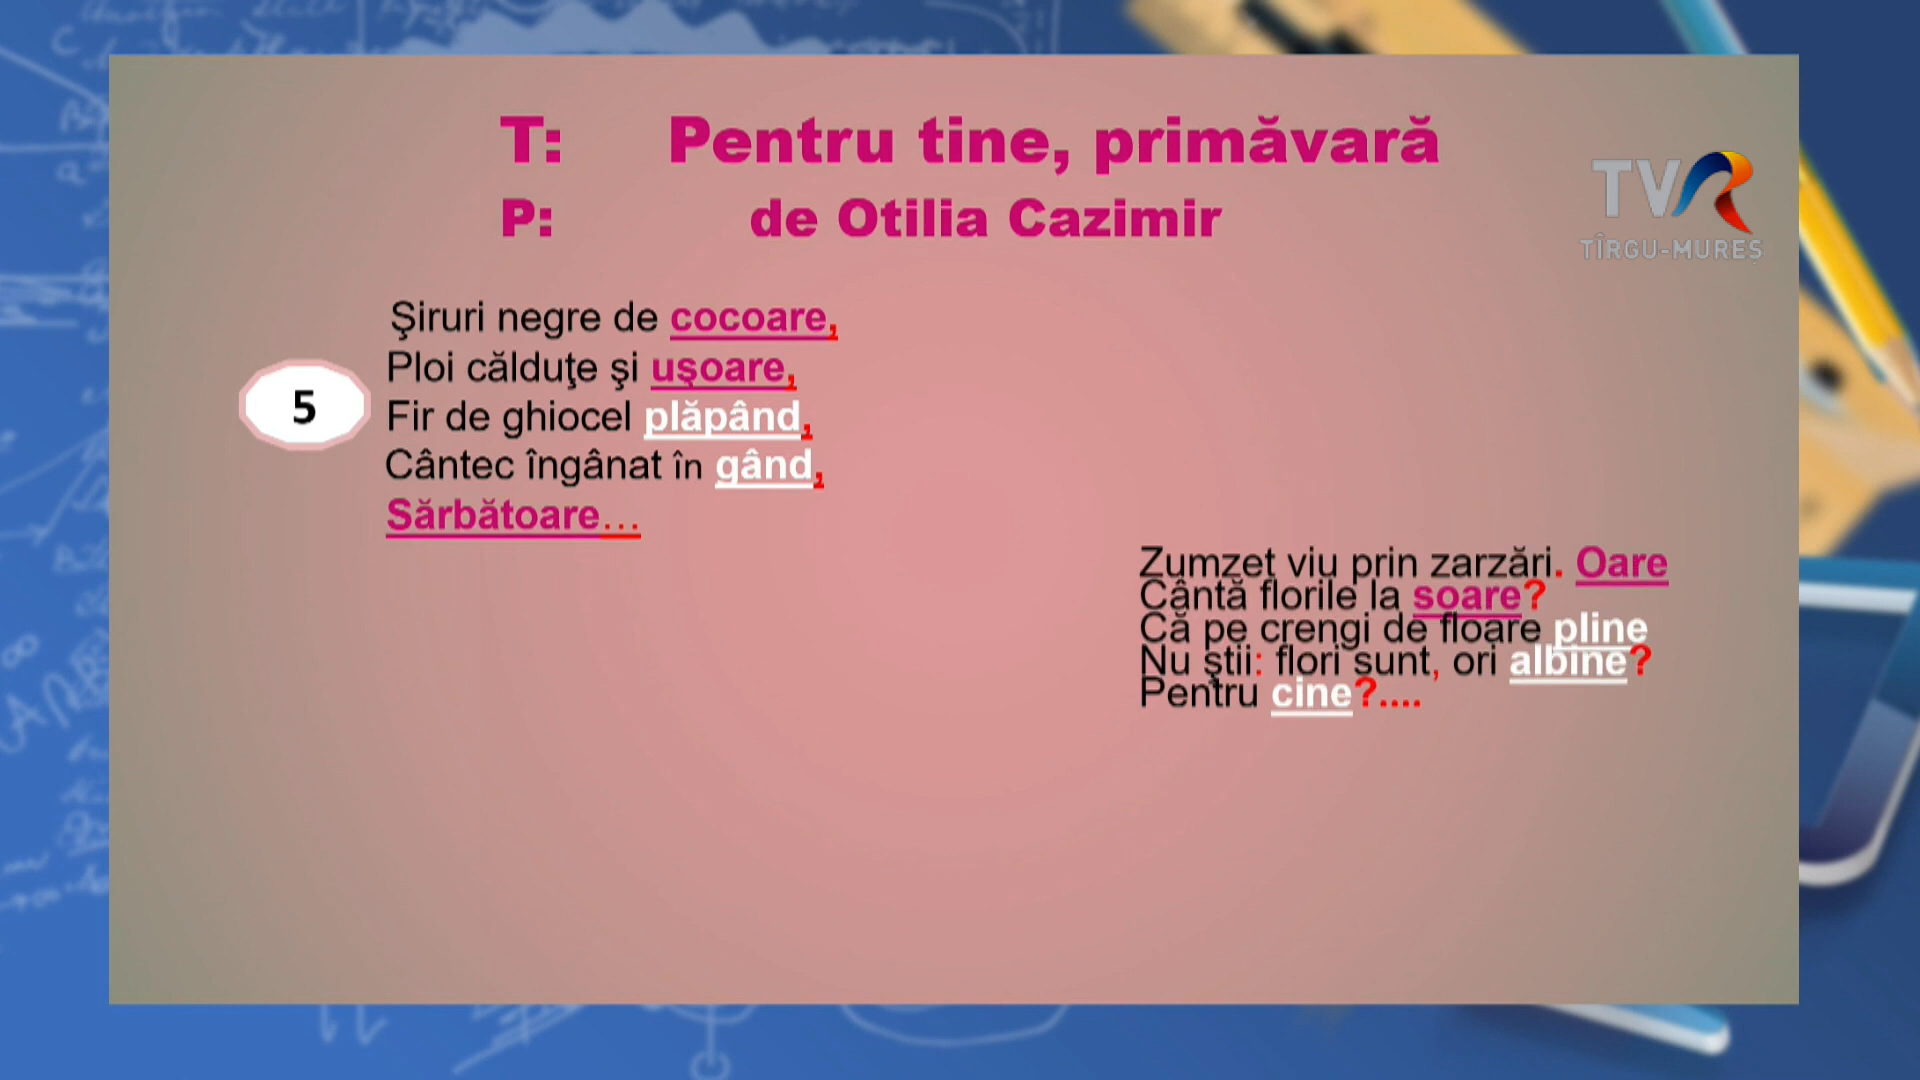 T: Pentru tine, primăvară
P: de Otilia Cazimir
TVR
TÎRGU-MUREȘ
Şiruri negre de cocoare,
Ploi călduţe şi uşoare,
5
Fir de ghiocel plăpând,
Cântec îngânat în gând,
Sărbătoare...
Zumzet viu prin zarzări. Oare
Cântă florile la soare?
Că pe crengi de floare pline
Nu ştii: flori sunt, ori albine?
Pentru cine?....